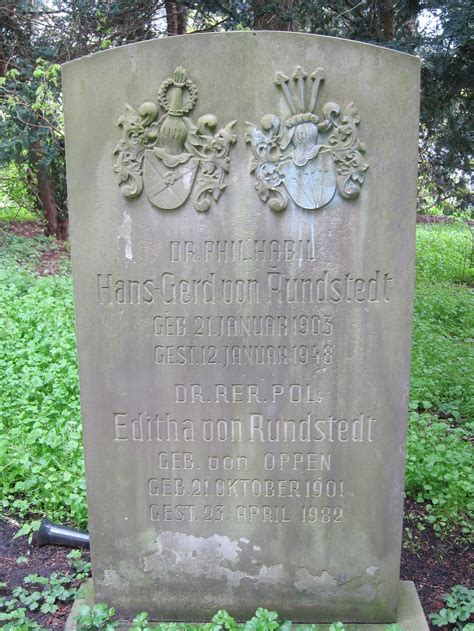 DR. PHIL HABIL
Hans-Gerd von Rundstedt
GEB. 21. JANUAR 1903
GEST. 12. JANUAR 1948
DR. RER. POL.
Editha von Rundstedt
GEB. von OPPEN
GEB. 21. OKTOBER 1901
GEST. 23. APRIL 1982